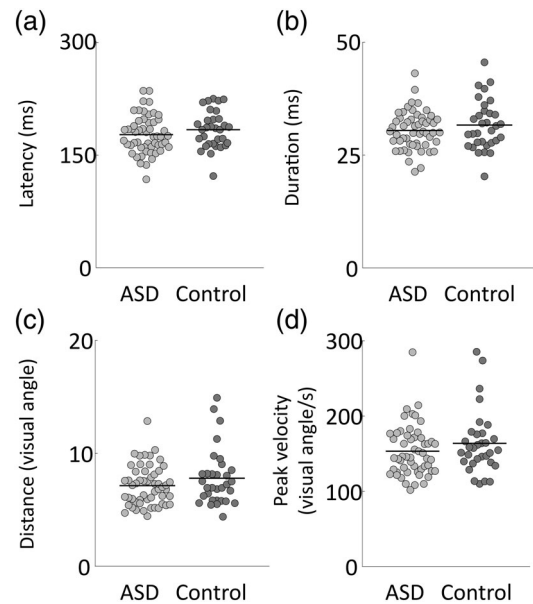 (a)
300
150
0
Latency (ms)
ASD Control
(b)
50
25
0
Duration (ms)
ASD Control
(c)
20
10
0
Distance (visual angle)
ASD Control
(d)
300
200
100
0
Peak velocity
(visual angle/s)
ASD Control